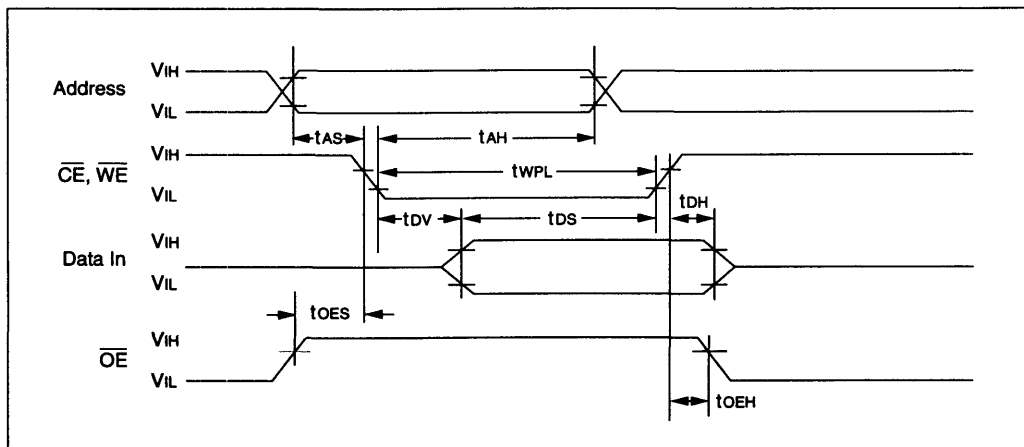 Address
VIH
VIL
tAS
tAH
CE, WE
VIH
VIL
tWPL
tDV
tDS
tDH
Data In
VIH
VIL
tOES
OE
VIH
VIL
tOEH